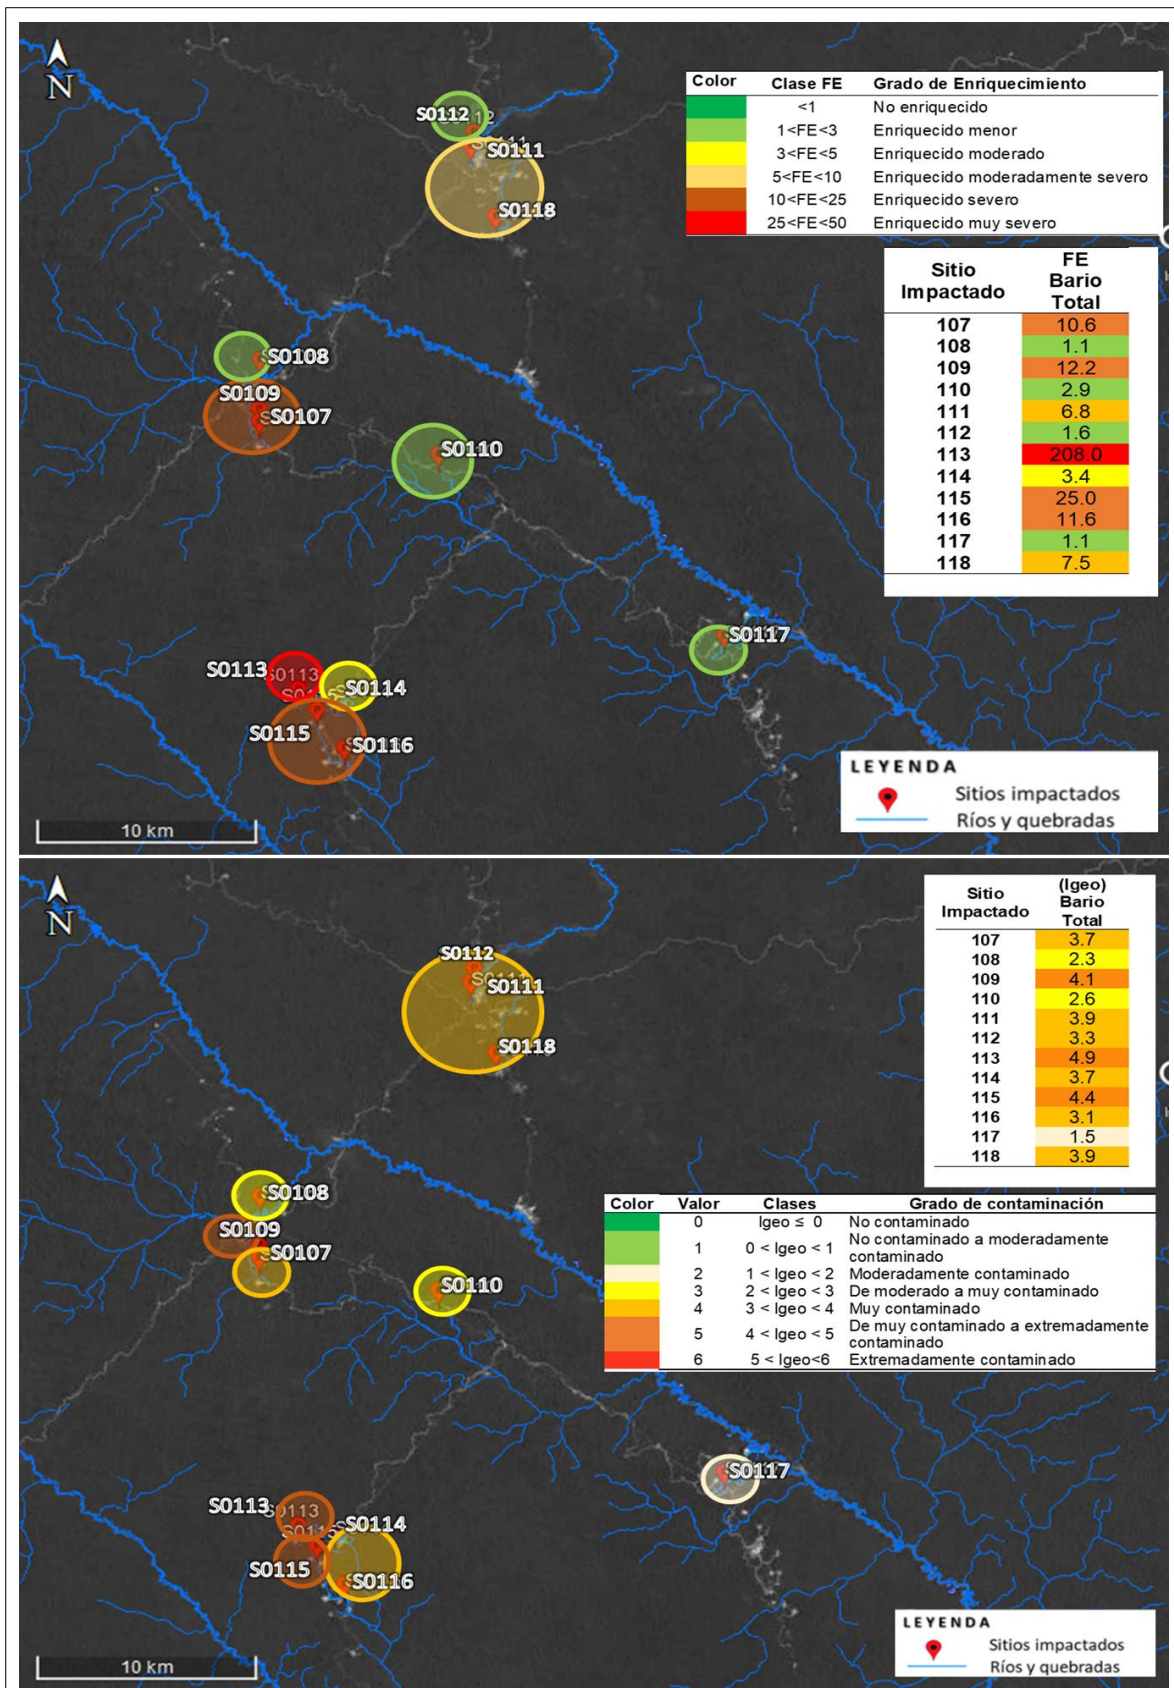 N
S0112
S0111
S0118
Color Clase FE Grado de Enriquecimiento
<1 No enriquecido
1<FE<3 Enriquecido menor
3<FE<5 Enriquecido moderado
5<FE<10 Enriquecido moderadamente severo
10<FE<25 Enriquecido severo
25<FE<50 Enriquecido muy severo
Sitio Impactado FE Bario Total
107 10.6
108 1.1
109 12.2
110 2.9
111 6.8
112 1.6
113 208.0
114 3.4
115 25.0
116 11.6
117 1.1
118 7.5
S0108
S0109
S0107
S0110
S0117
S0113
S0113
S0114
S0115
S0116
LEYENDA
Sitios impactados
Ríos y quebradas
10 km
N
Sitio Impactado (Igeo) Bario Total
107 3.7
108 2.3
109 4.1
110 2.6
111 3.9
112 3.3
113 4.9
114 3.7
115 4.4
116 3.1
117 1.5
118 3.9
S0112
S0111
S0111
S0118
S0108
S0109
S0107
S0110
Color Valor Clases Grado de contaminación
0 Igeo ≤ 0 No contaminado
1 0 < Igeo < 1 No contaminado a moderadamente contaminado
2 1 < Igeo < 2 Moderadamente contaminado
3 2 < Igeo < 3 De moderado a muy contaminado
4 3 < Igeo < 4 Muy contaminado
5 4 < Igeo < 5 De muy contaminado a extremadamente contaminado
6 5 < Igeo<6 Extremadamente contaminado
S0117
S0113
S0113
S0114
S0115
S0116
LEYENDA
Sitios impactados
Ríos y quebradas
10 km